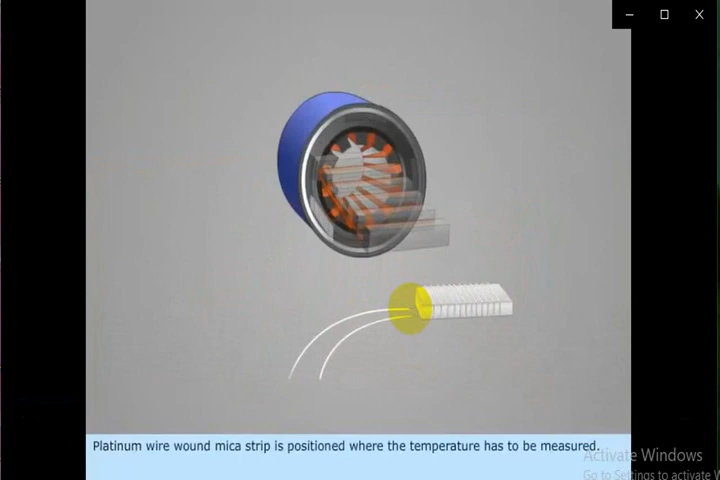 Platinum wire wound mica strip is positioned where the temperature has to be measured.
Activate Windows
Go to Settings to activate W